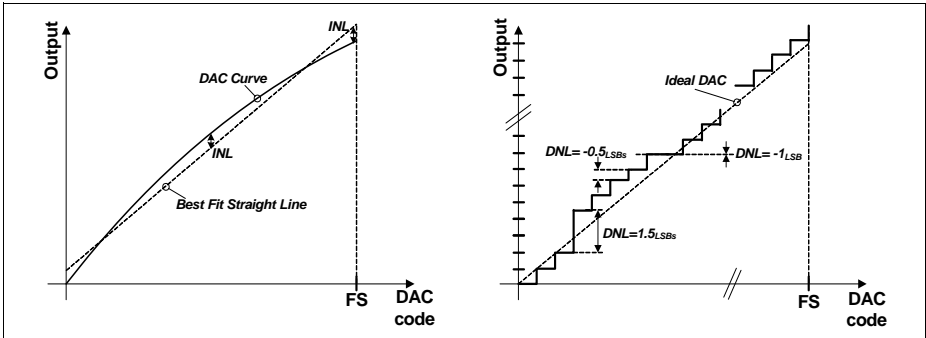 Output
INL
DAC Curve
INL
Best Fit Straight Line
FS
DAC
code
Output
Ideal DAC
DNL= -0.5LSBs
DNL= -1LSB
DNL=1.5LSBs
FS
DAC
code